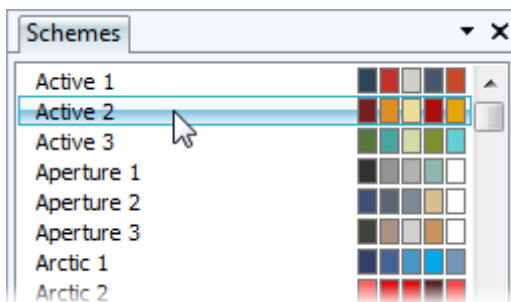 Schemes
Active 1
Active 2
Active 3
Aperture 1
Aperture 2
Aperture 3
Arctic 1
Arctic 2